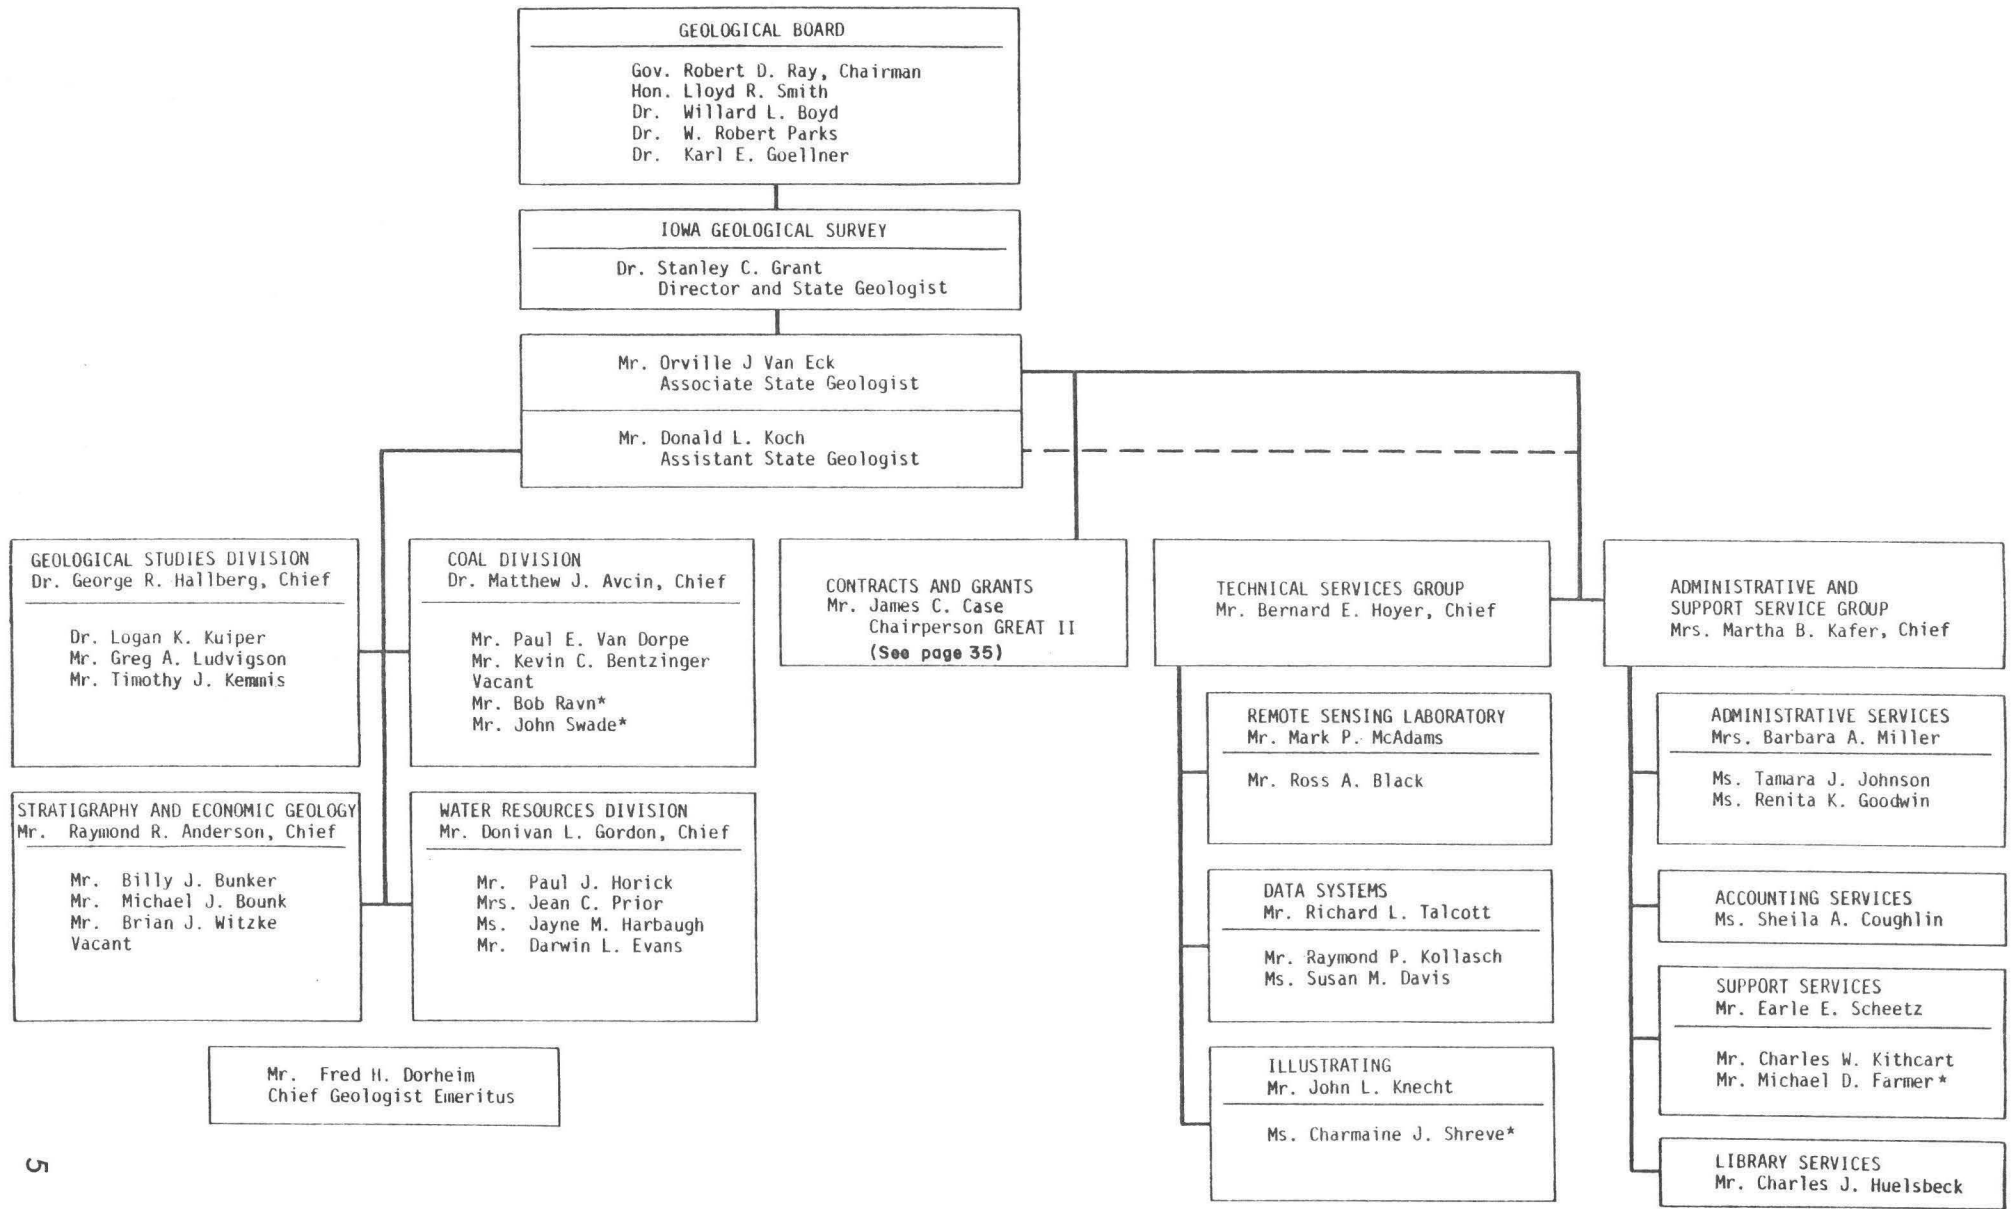 GEOLOGICAL BOARD
Gov. Robert D. Ray, Chairman
Hon. Lloyd R. Smith
Dr. Willard L. Boyd
Dr. W. Robert Parks
Dr. Karl E. Goellner
IOWA GEOLOGICAL SURVEY
Dr. Stanley C. Grant
Director and State Geologist
Mr. Orville J Van Eck
Associate State Geologist
Mr. Donald L. Koch
Assistant State Geologist
GEOLOGICAL STUDIES DIVISION
Dr. George R. Hallberg, Chief
Dr. Logan K. Kuiper
Mr. Greg A. Ludvigson
Mr. Timothy J. Kemmis
COAL DIVISION
Dr. Matthew J. Avcin, Chief
Mr. Paul E. Van Dorpe
Mr. Kevin C. Bentzinger
Vacant
Mr. Bob Ravn*
Mr. John Swade*
STRATIGRAPHY AND ECONOMIC GEOLOGY
Mr. Raymond R. Anderson, Chief
Mr. Billy J. Bunker
Mr. Michael J. Bounk
Mr. Brian J. Witzke
Vacant
WATER RESOURCES DIVISION
Mr. Donivan L. Gordon, Chief
Mr. Paul J. Horick
Mrs. Jean C. Prior
Ms. Jayne M. Harbaugh
Mr. Darwin L. Evans
Mr. Fred H. Dorheim
Chief Geologist Emeritus
CONTRACTS AND GRANTS
Mr. James C. Case
Chairperson GREAT II
(See page 35)
TECHNICAL SERVICES GROUP
Mr. Bernard E. Hoyer, Chief
REMOTE SENSING LABORATORY
Mr. Mark P. McAdams
Mr. Ross A. Black
DATA SYSTEMS
Mr. Richard L. Talcott
Mr. Raymond P. Kollasch
Ms. Susan M. Davis
ILLUSTRATING
Mr. John L. Knecht
Ms. Charmaine J. Shreve*
ADMINISTRATIVE AND
SUPPORT SERVICE GROUP
Mrs. Martha B. Kafer, Chief
ADMINISTRATIVE SERVICES
Mrs. Barbara A. Miller
Ms. Tamara J. Johnson
Ms. Renita K. Goodwin
ACCOUNTING SERVICES
Ms. Sheila A. Coughlin
SUPPORT SERVICES
Mr. Earle E. Scheetz
Mr. Charles W. Kithcart
Mr. Michael D. Farmer*
LIBRARY SERVICES
Mr. Charles J. Huelsbeck
5